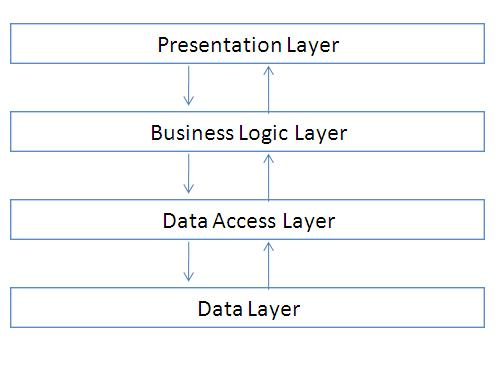 Presentation Layer
Business Logic Layer
Data Access Layer
Data Layer